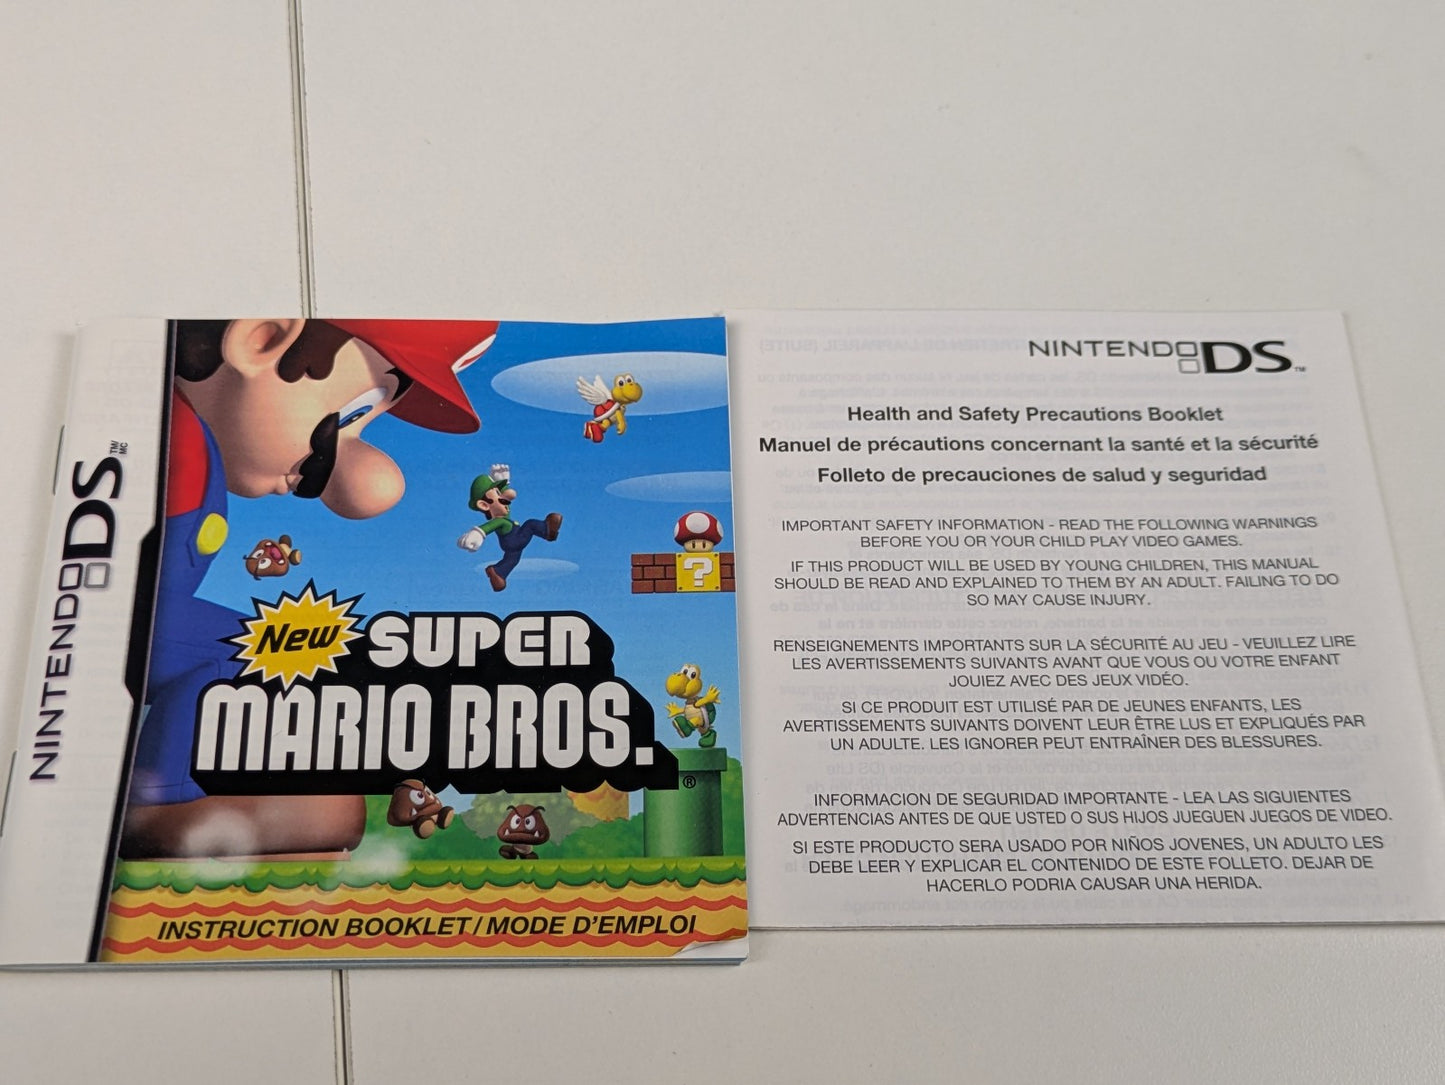 NINTENDO DS TM/MC
New SUPER
MARIO BROS.®
?
INSTRUCTION BOOKLET / MODE D'EMPLOI
NINTENDO DS™
Health and Safety Precautions Booklet
Manuel de précautions concernant la santé et la sécurité
Folleto de precauciones de salud y seguridad
IMPORTANT SAFETY INFORMATION - READ THE FOLLOWING WARNINGS
BEFORE YOU OR YOUR CHILD PLAY VIDEO GAMES.
IF THIS PRODUCT WILL BE USED BY YOUNG CHILDREN, THIS MANUAL
SHOULD BE READ AND EXPLAINED TO THEM BY AN ADULT. FAILING TO DO
SO MAY CAUSE INJURY.
RENSEIGNEMENTS IMPORTANTS SUR LA SÉCURITÉ AU JEU - VEUILLEZ LIRE
LES AVERTISSEMENTS SUIVANTS AVANT QUE VOUS OU VOTRE ENFANT
JOUIEZ AVEC DES JEUX VIDÉO.
SI CE PRODUIT EST UTILISÉ PAR DE JEUNES ENFANTS, LES
AVERTISSEMENTS SUIVANTS DOIVENT LEUR ÊTRE LUS ET EXPLIQUÉS PAR
UN ADULTE. LES IGNORER PEUT ENTRAÎNER DES BLESSURES.
INFORMACION DE SEGURIDAD IMPORTANTE - LEA LAS SIGUIENTES
ADVERTENCIAS ANTES DE QUE USTED O SUS HIJOS JUEGUEN JUEGOS DE VIDEO.
SI ESTE PRODUCTO SERA USADO POR NIÑOS JOVENES, UN ADULTO LES
DEBE LEER Y EXPLICAR EL CONTENIDO DE ESTE FOLLETO. DEJAR DE
HACERLO PODRIA CAUSAR UNA HERIDA.